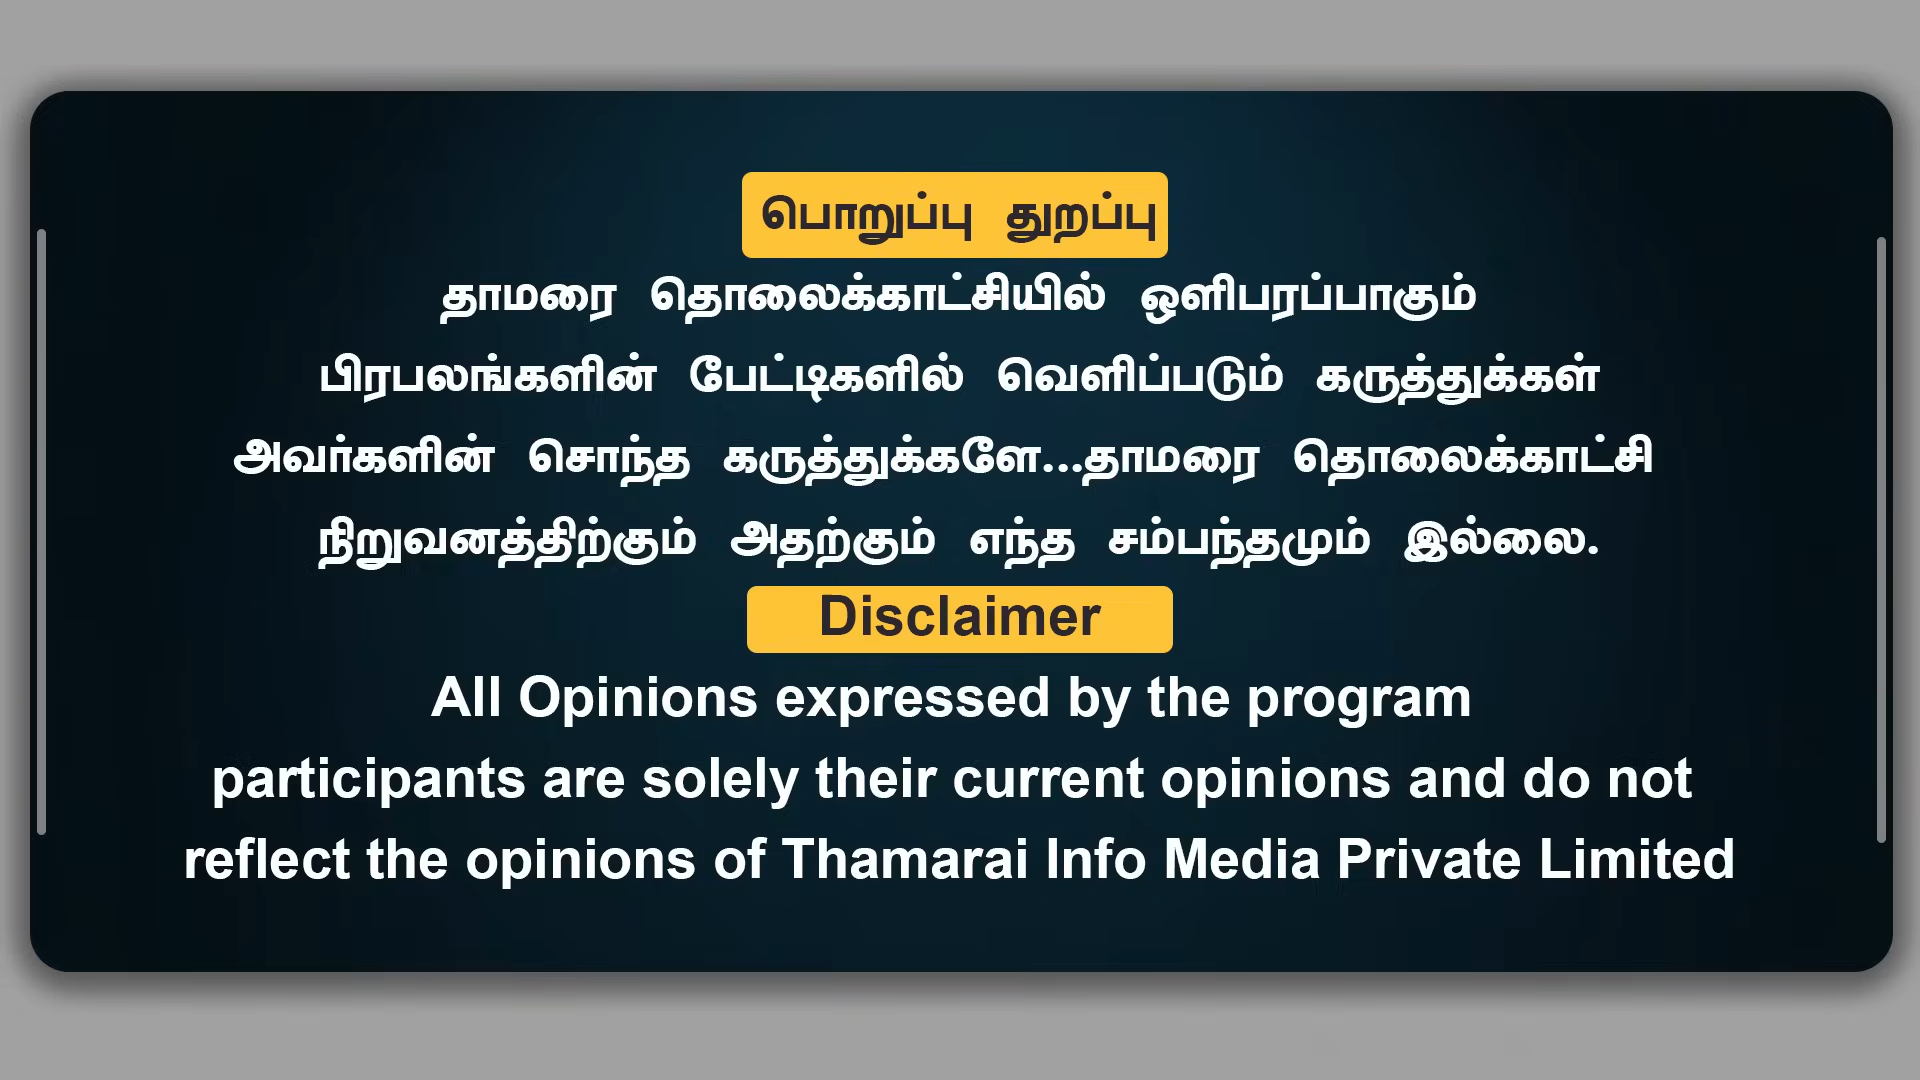 பொறுப்பு துறப்பு
தாமரை தொலைக்காட்சியில் ஒளிபரப்பாகும்
பிரபலங்களின் பேட்டிகளில் வெளிப்படும் கருத்துக்கள்
அவர்களின் சொந்த கருத்துக்களே...தாமரை தொலைக்காட்சி
நிறுவனத்திற்கும் அதற்கும் எந்த சம்பந்தமும் இல்லை.
Disclaimer
All Opinions expressed by the program
participants are solely their current opinions and do not
reflect the opinions of Thamarai Info Media Private Limited